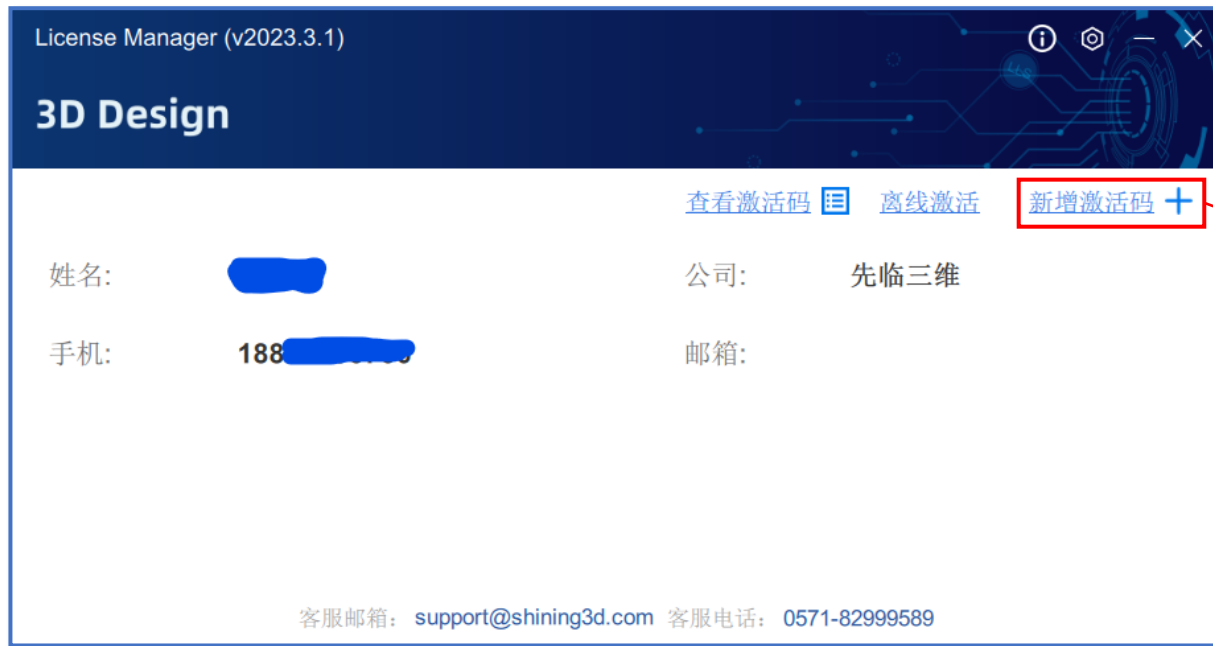 License Manager (v2023.3.1)
3D Design
查看激活码 离线激活 新增激活码
姓名: 公司: 先临三维
手机: 188 邮箱:
客服邮箱: support@shining3d.com 客服电话: 0571-82999589